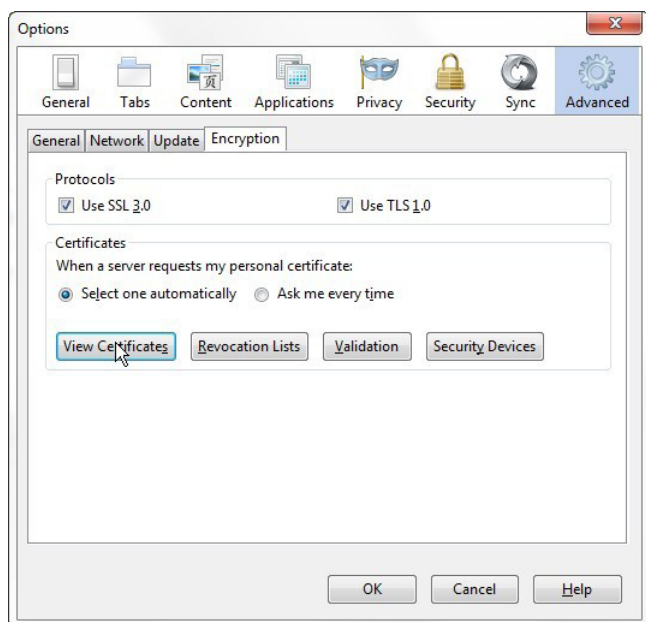 Options
General Tabs Content Applications Privacy Security Sync Advanced
General Network Update Encryption
Protocols
Use SSL 3.0 Use TLS 1.0
Certificates
When a server requests my personal certificate:
Select one automatically Ask me every time
View Certificates Revocation Lists Validation Security Devices
OK Cancel Help